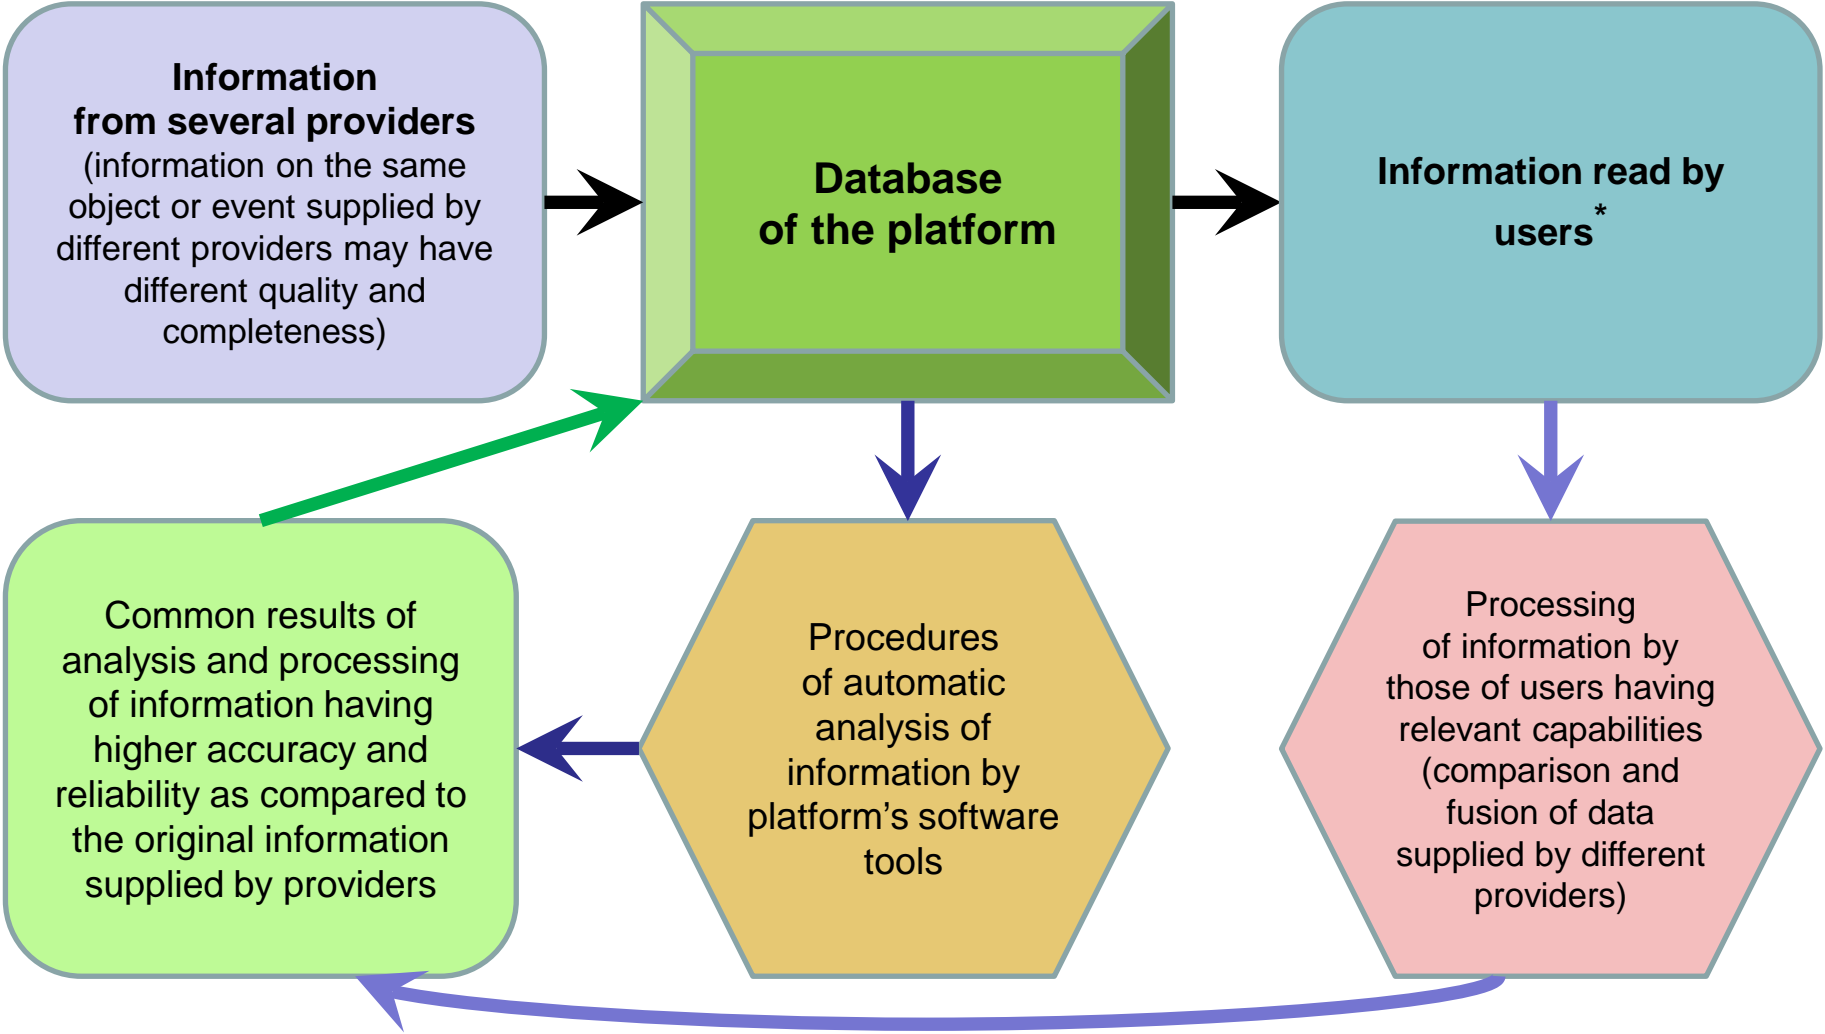 Information
from several providers
(information on the same
object or event supplied by
different providers may have
different quality and
completeness)
Database
of the platform
Information read by
users*
Common results of
analysis and processing
of information having
higher accuracy and
reliability as compared to
the original information
supplied by providers
Procedures
of automatic
analysis of
information by
platform’s software
tools
Processing
of information by
those of users having
relevant capabilities
(comparison and
fusion of data
supplied by different
providers)